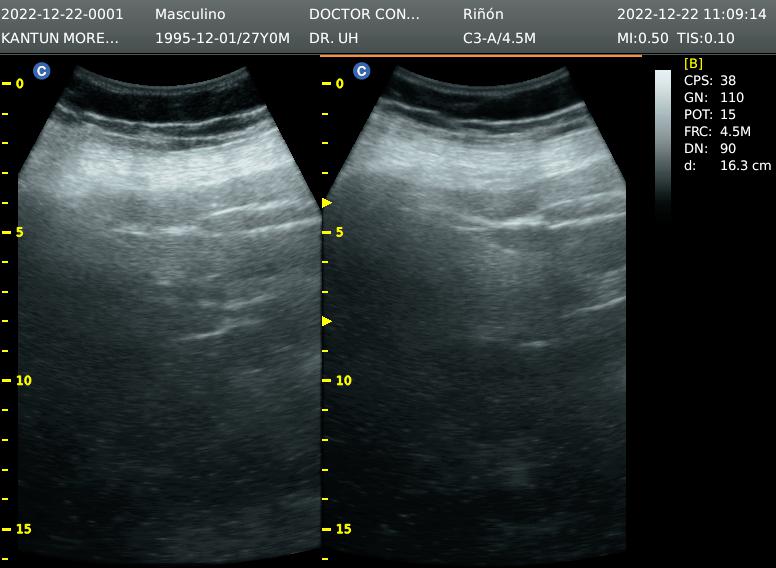 2022-12-22-0001 Masculino DOCTOR CON... Riñón 2022-12-22 11:09:14
KANTUN MORE... 1995-12-01/27Y0M DR. UH C3-A/4.5M MI:0.50 TIS:0.10
C C [B]
0 0 CPS: 38
GN: 110
POT: 15
FRC: 4.5M
DN: 90
d: 16.3 cm
5 5
10 10
15 15